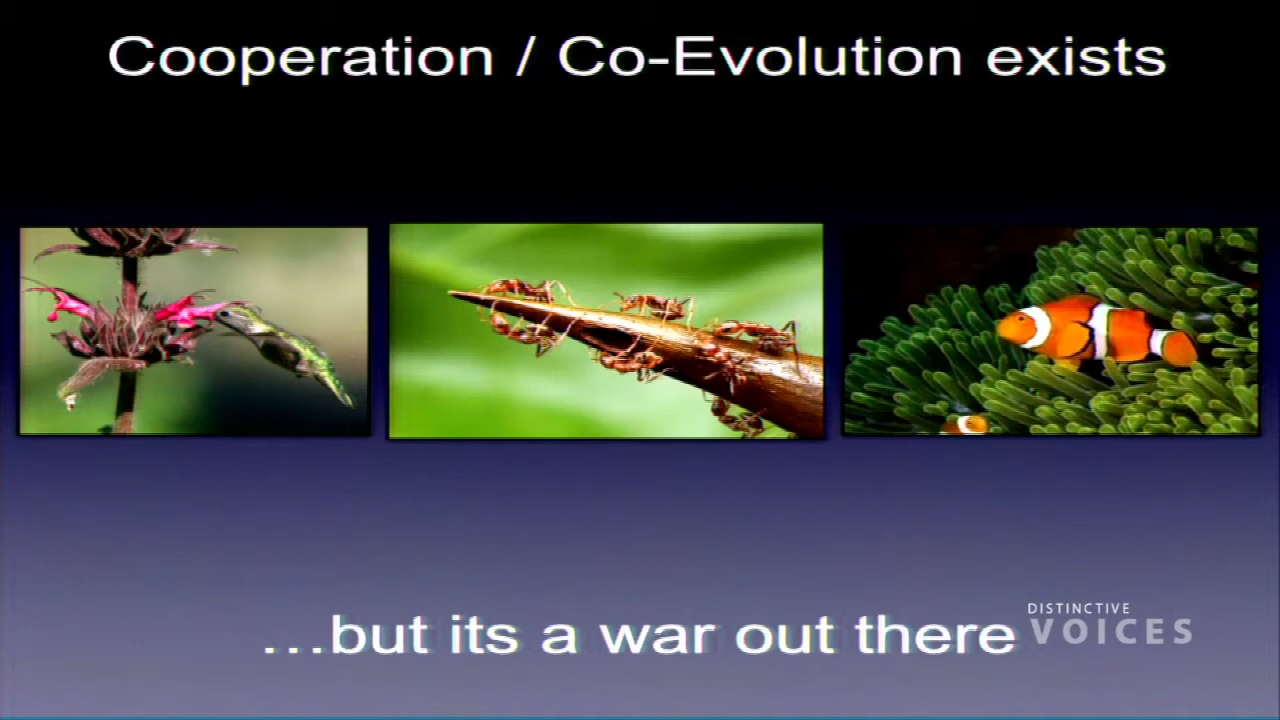 Cooperation / Co-Evolution exists
...but its a war out there
DISTINCTIVE
VOICES